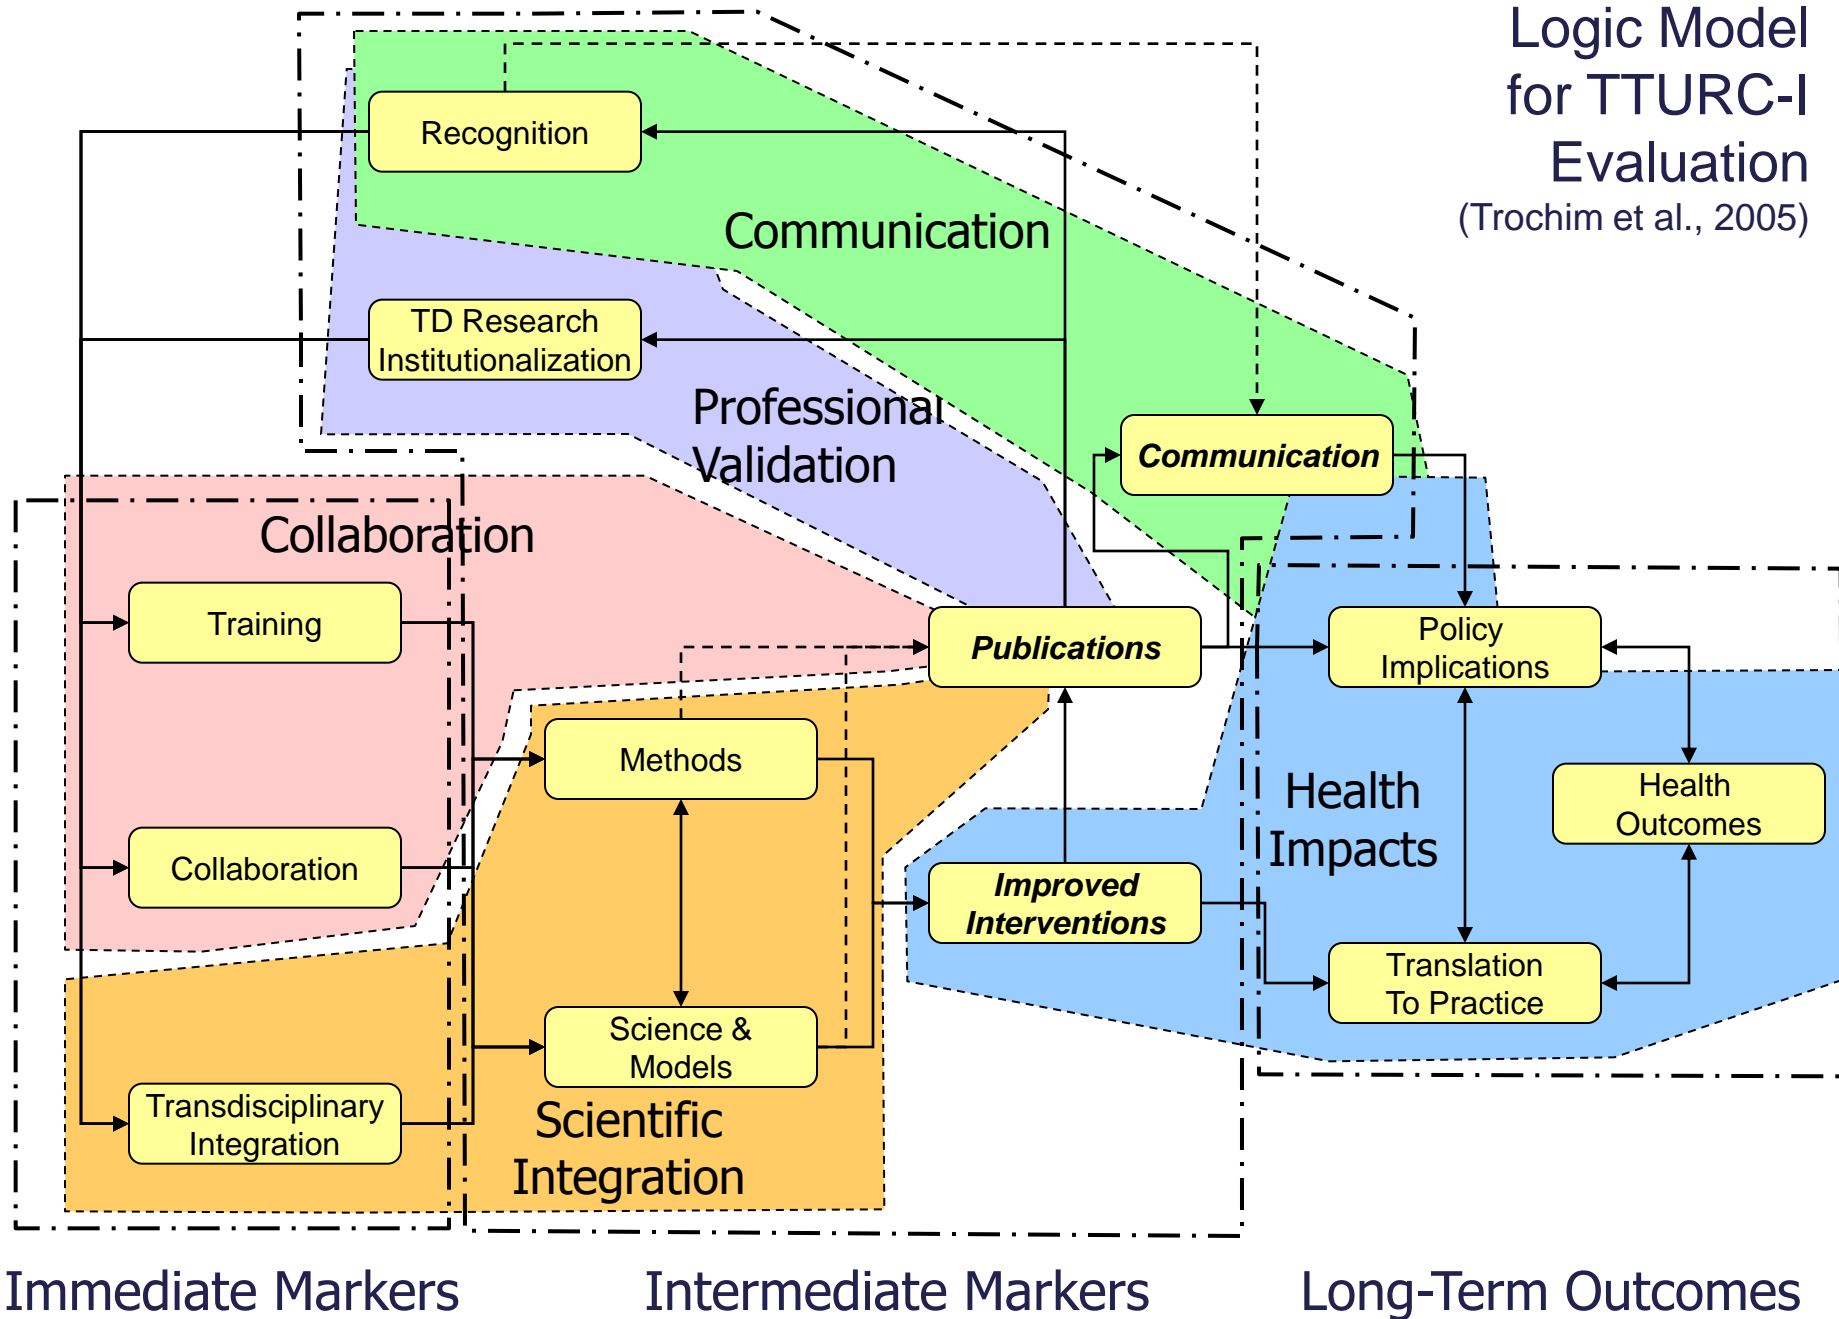 Logic Model
for TTURC-I
Evaluation
(Trochim et al., 2005)
Recognition
Communication
TD Research
Institutionalization
Professional
Validation
Communication
Collaboration
Training
Publications
Policy
Implications
Methods
Health
Impacts
Health
Outcomes
Collaboration
Improved
Interventions
Translation
To Practice
Science &
Models
Transdisciplinary
Integration
Scientific
Integration
Immediate Markers
Intermediate Markers
Long-Term Outcomes